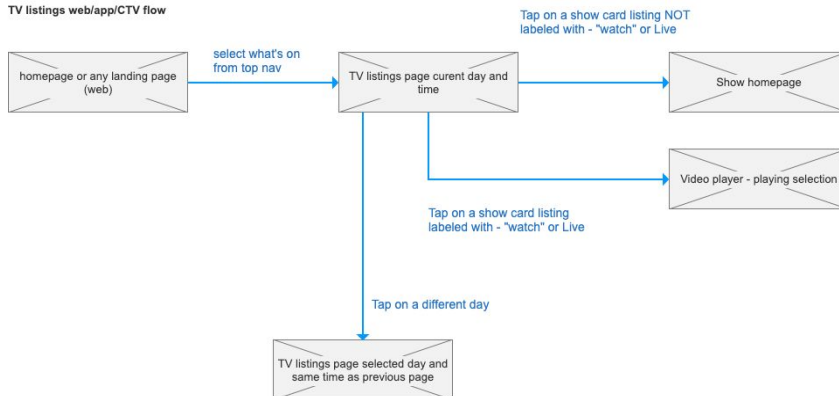 TV listings web/app/CTV flow
Tap on a show card listing NOT
labeled with - "watch" or Live
select what's on
from top nav
homepage or any landing page
(web)
TV listings page curent day and
time
Show homepage
Video player - playing selection
Tap on a show card listing
labeled with - "watch" or Live
Tap on a different day
TV listings page selected day and
same time as previous page